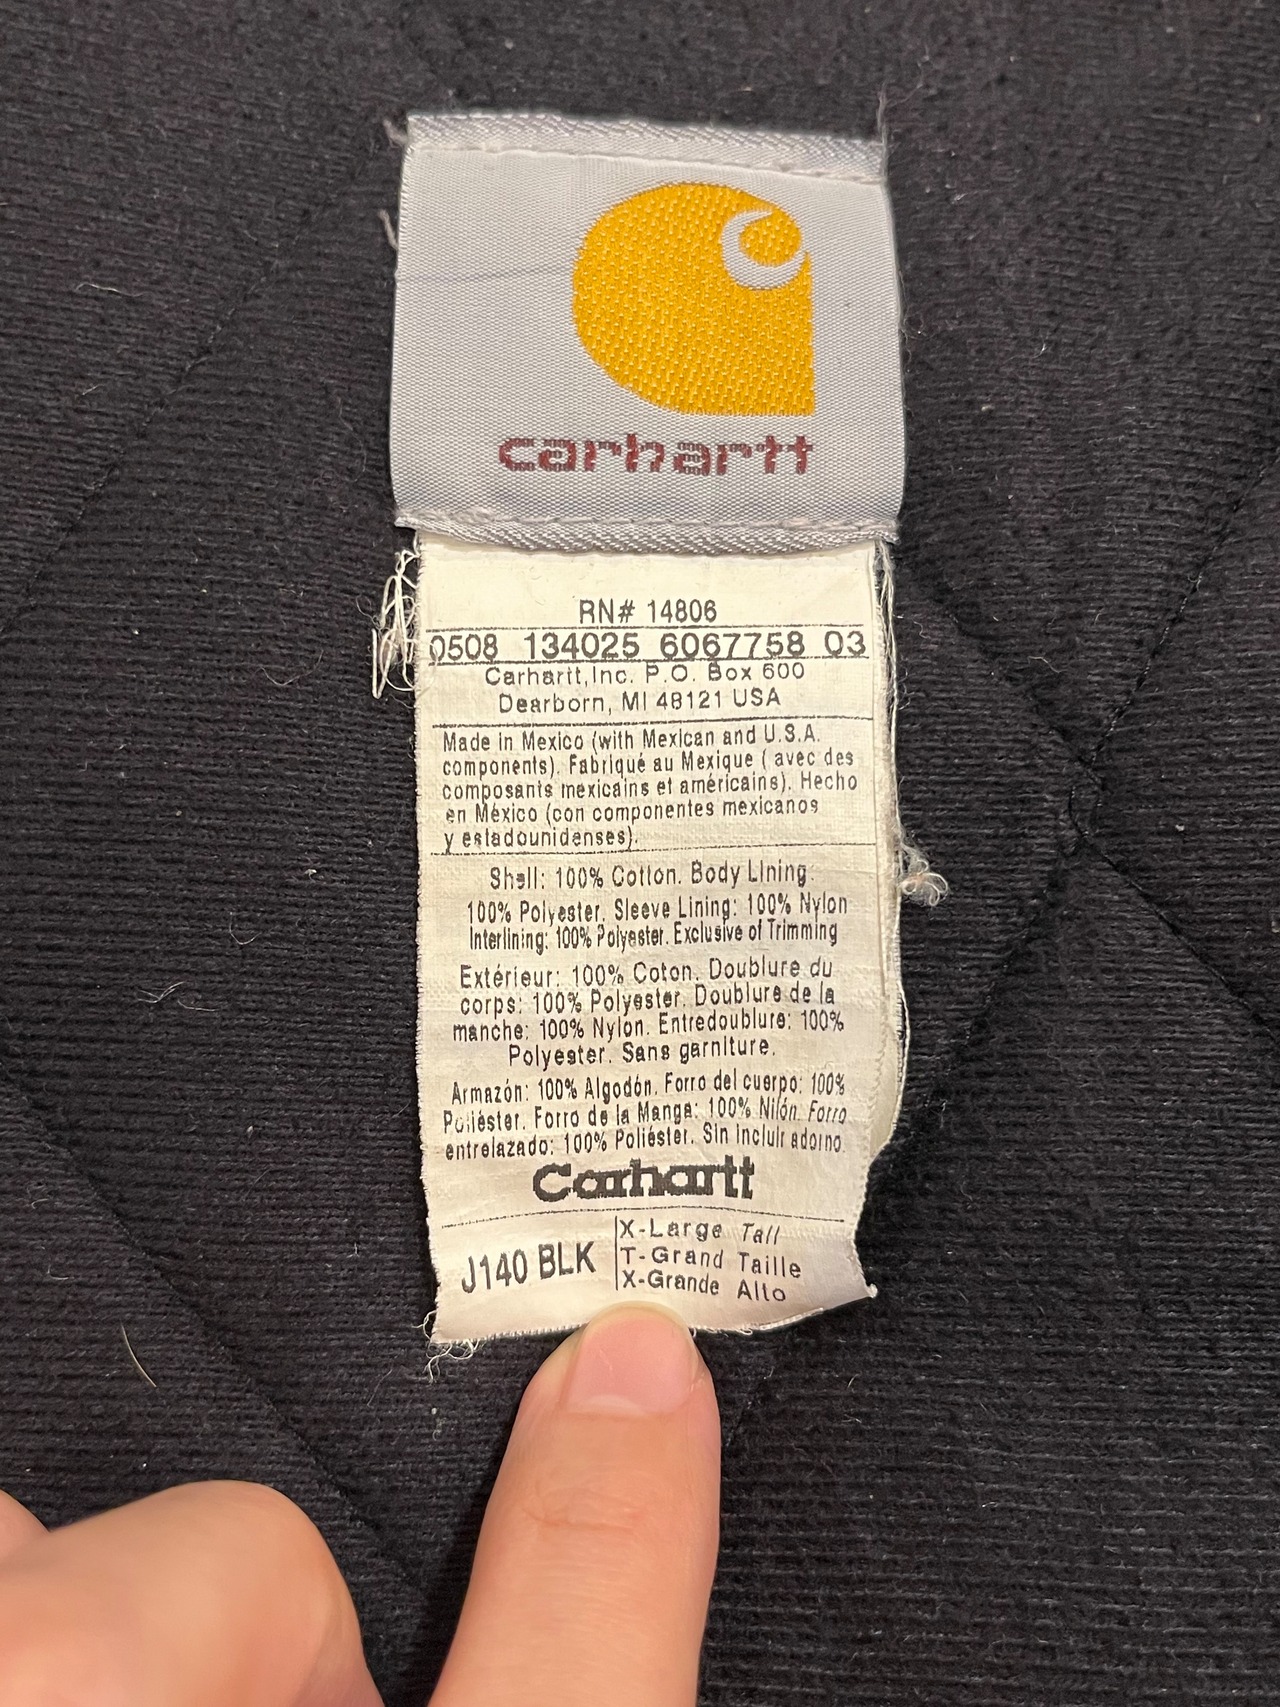 carhartt
RN# 14806
0508 134025 6067758 03
Carhartt,Inc. P.O. Box 600
Dearborn, MI 48121 USA
Made in Mexico (with Mexican and U.S.A.
components). Fabriqué au Mexique ( avec des
composants mexicains et américains). Hecho
en México (con componentes mexicanos
y estadounidenses).
Shell: 100% Cotton. Body Lining:
100% Polyester. Sleeve Lining: 100% Nylon
Interlining: 100% Polyester. Exclusive of Trimming
Extérieur: 100% Coton. Doublure du
corps: 100% Polyester. Doublure de la
manche: 100% Nylon. Entredoublure: 100%
Polyester. Sans garniture.
Armazón: 100% Algodón. Forro del cuerpo: 100%
Poliéster. Forro de la Manga: 100% Nilón. Forro
entrelazado: 100% Poliéster. Sin incluir adorno.
Carhartt
J140 BLK
X-Large Tall
T-Grand Taille
X-Grande Alto